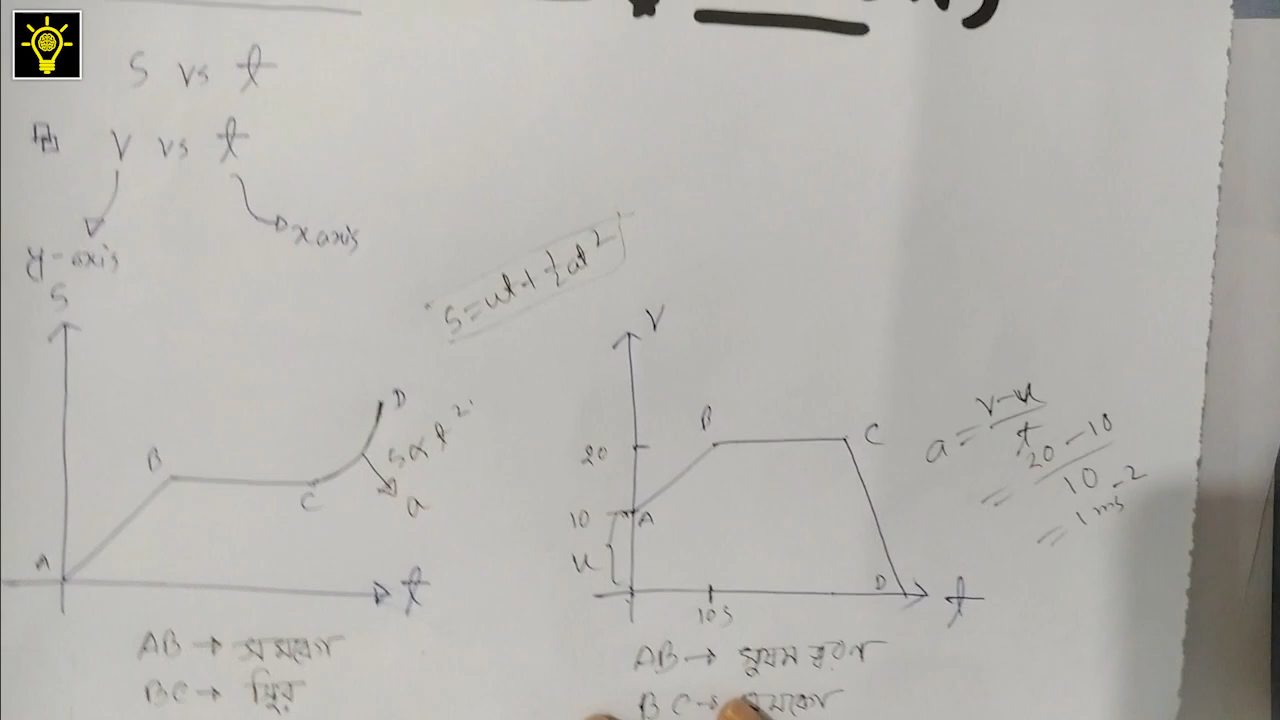 S vs t
V vs t
y-axis
x axis
S
B
C
D
S ∝ t²
a
A
t
AB → সমবেগ
BC → স্থির
S = ut + ½at²
V
20
B
C
10
A
u
D
10s
t
AB → সুষম ত্বরণ
BC → সমবেগ
a = v-u / t
= 20-10 / 10
= 1 ms-2